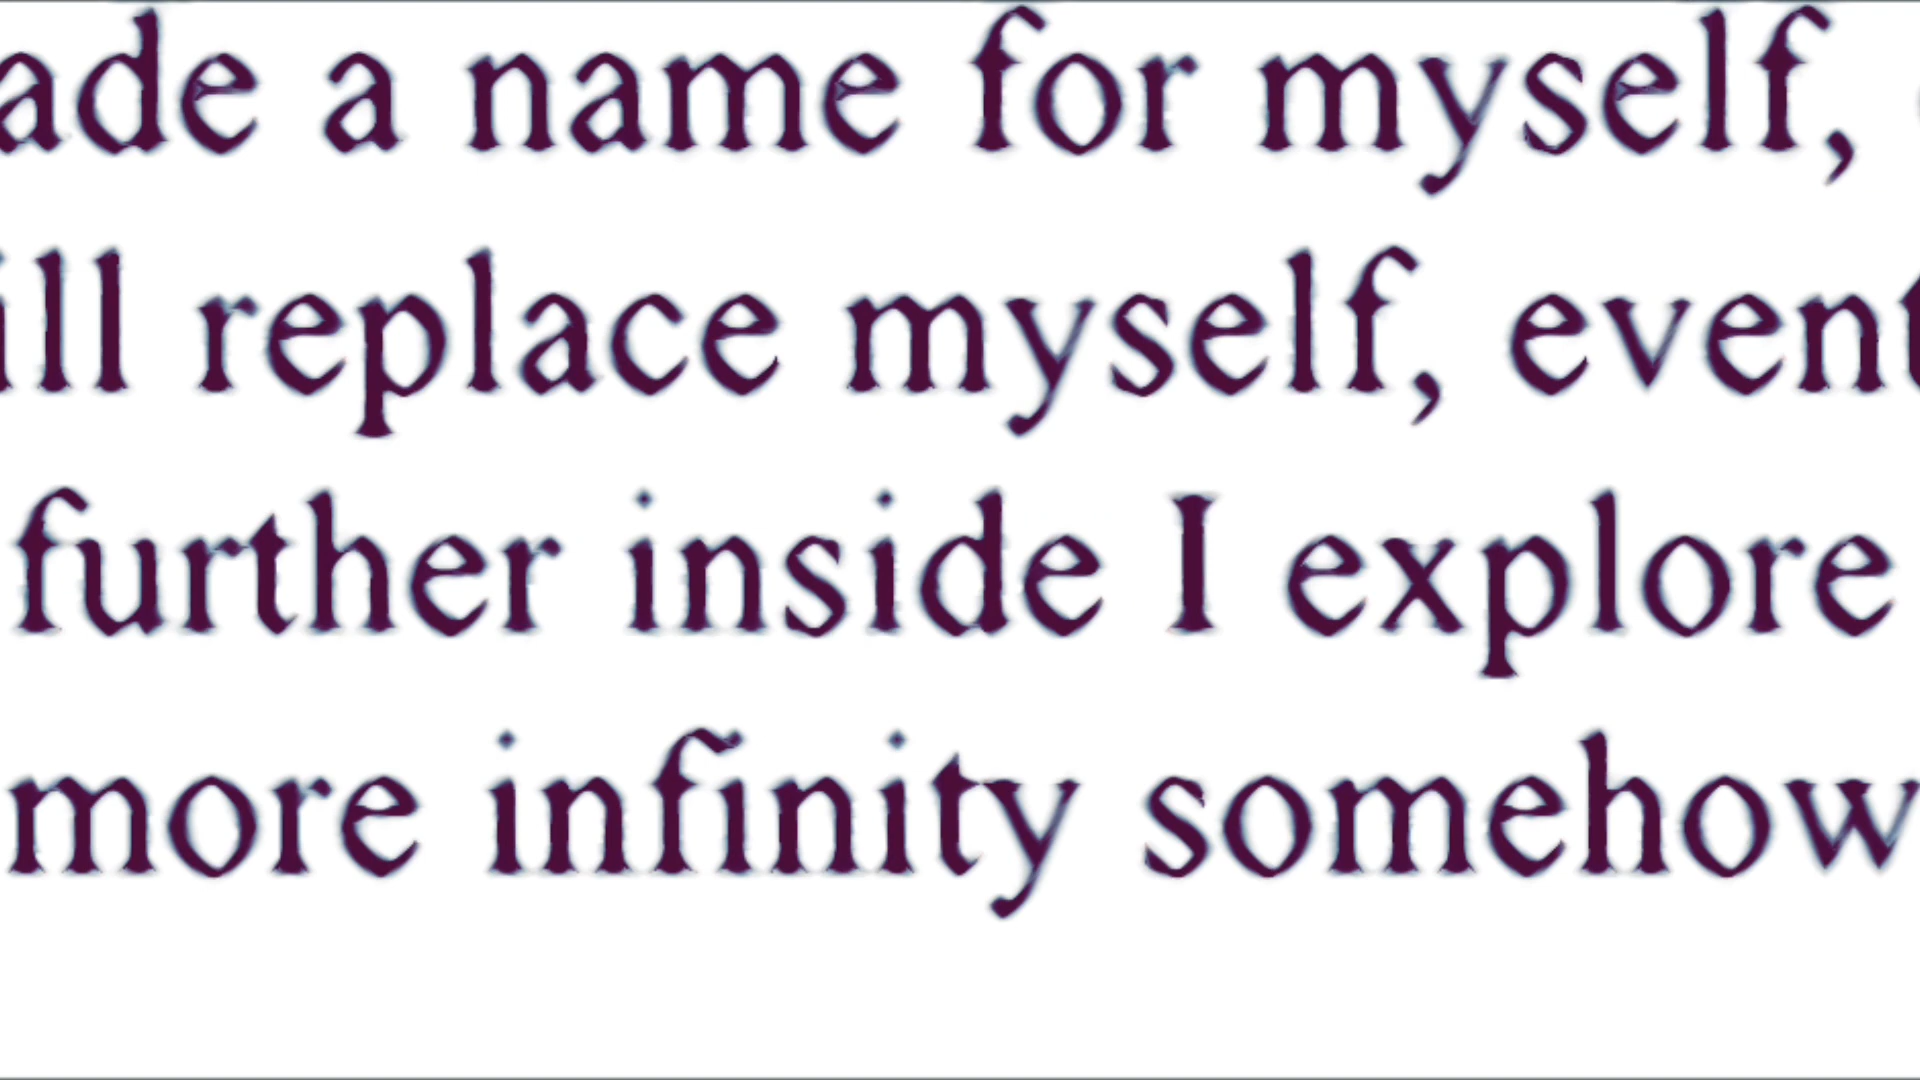 ade a name for myself,
ill replace myself, event
further inside I explore
more infinity somehow